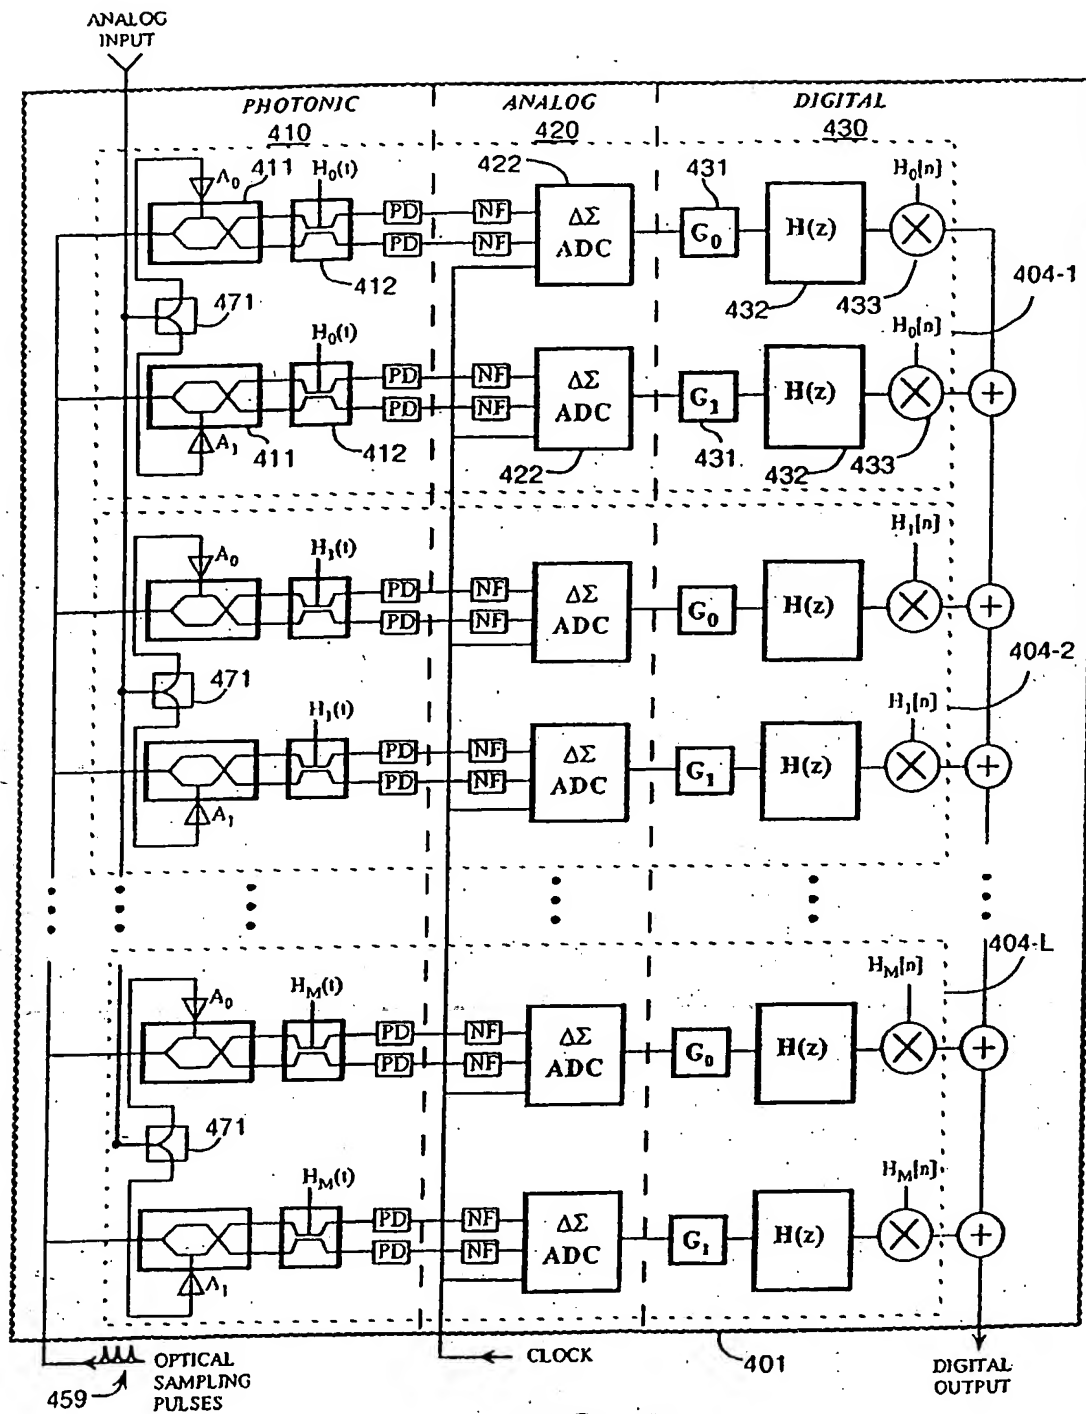 ANALOG
INPUT
PHOTONIC ANALOG DIGITAL
410 420 430
A0 411 H0(t) 422 431 H0[n]
PD NF ΔΣ G0 H(z)
PD NF ADC
412 432 433 404-1
471 H0(t) H0[n]
PD NF ΔΣ G1 H(z)
PD NF ADC
A1 411 412 422 431 432 433
A0 H1(t) H1[n]
PD NF ΔΣ G0 H(z)
PD NF ADC
404-2
471 H1(t) H1[n]
PD NF ΔΣ G1 H(z)
PD NF ADC
A1
404-L
A0 HM(t) HM[n]
PD NF ΔΣ G0 H(z)
PD NF ADC
471 HM(t) HM[n]
PD NF ΔΣ G1 H(z)
PD NF ADC
A1
459 OPTICAL
SAMPLING
PULSES
CLOCK
401
DIGITAL
OUTPUT